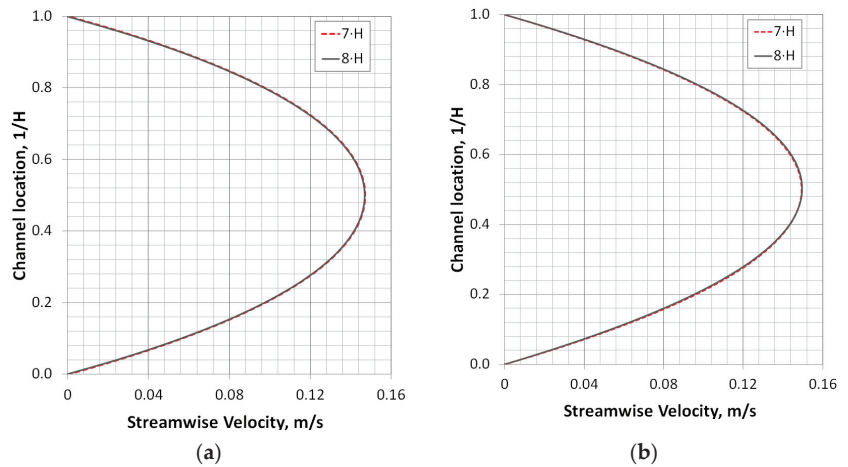 1.0
0.8
0.6
0.4
0.2
0.0
Channel location, 1/H
7·H
8·H
0 0.04 0.08 0.12 0.16
Streamwise Velocity, m/s
(a)
1.0
0.8
0.6
0.4
0.2
0.0
Channel location, 1/H
7·H
8·H
0 0.04 0.08 0.12 0.16
Streamwise Velocity, m/s
(b)